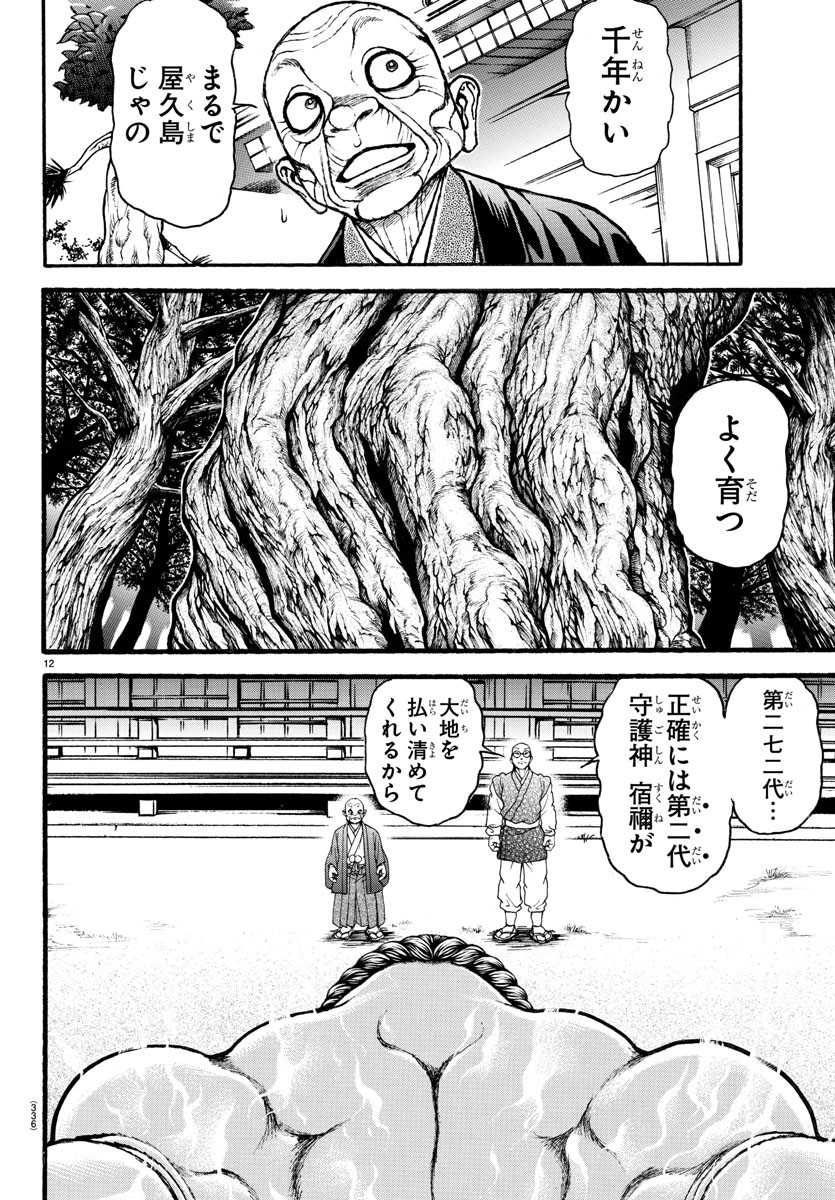 千年かい
まるで
屋久島
じゃの
よく育つ
12
第二七二代…
正確には第二代
守護神 宿禰が
大地を
払い清めて
くれるから
(336)